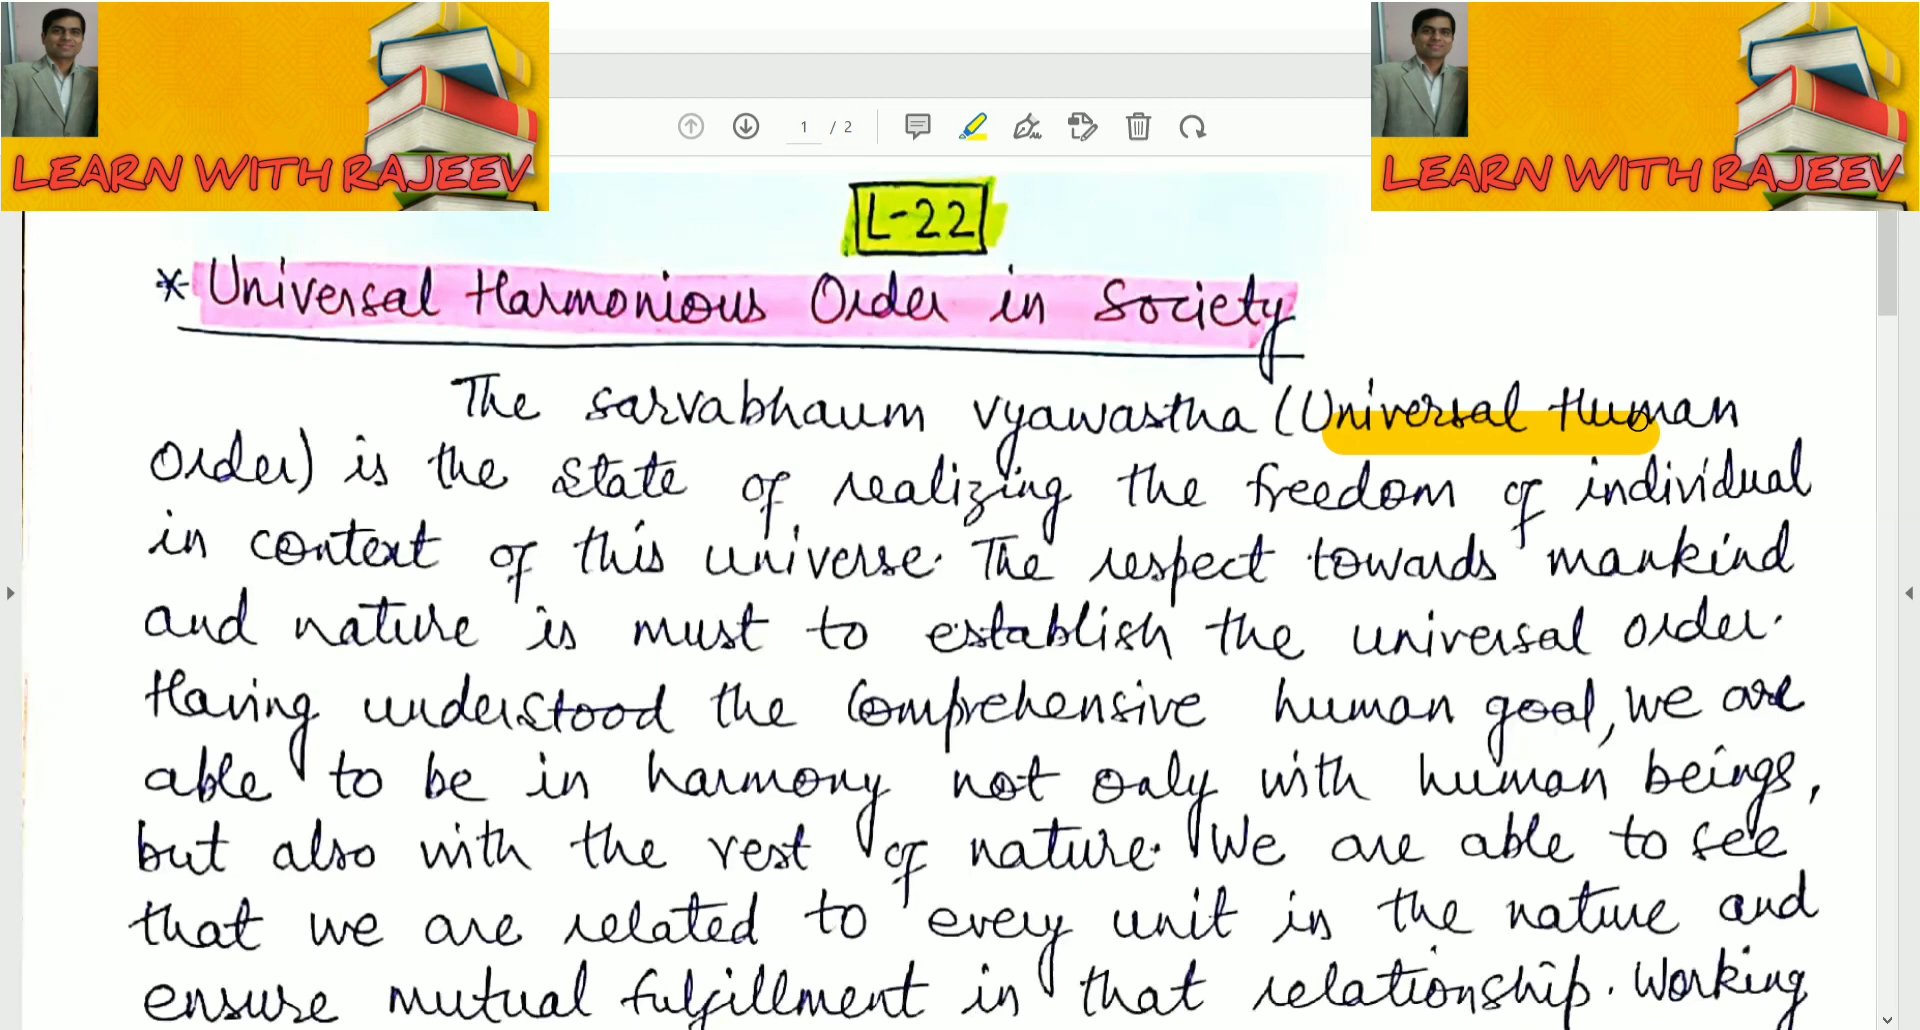 LEARN WITH RAJEEV
LEARN WITH RAJEEV
1 / 2
L-22
* Universal Harmonious Order in Society
The sarvabhaum vyawastha (Universal Human
Order) is the state of realizing the freedom of individual
in context of this universe. The respect towards mankind
and nature is must to establish the universal order.
Having understood the Comprehensive human goal, we are
able to be in harmony not only with human beings,
but also with the rest of nature. We are able to see
that we are related to every unit in the nature and
ensure mutual fulfillment in that relationship. Working